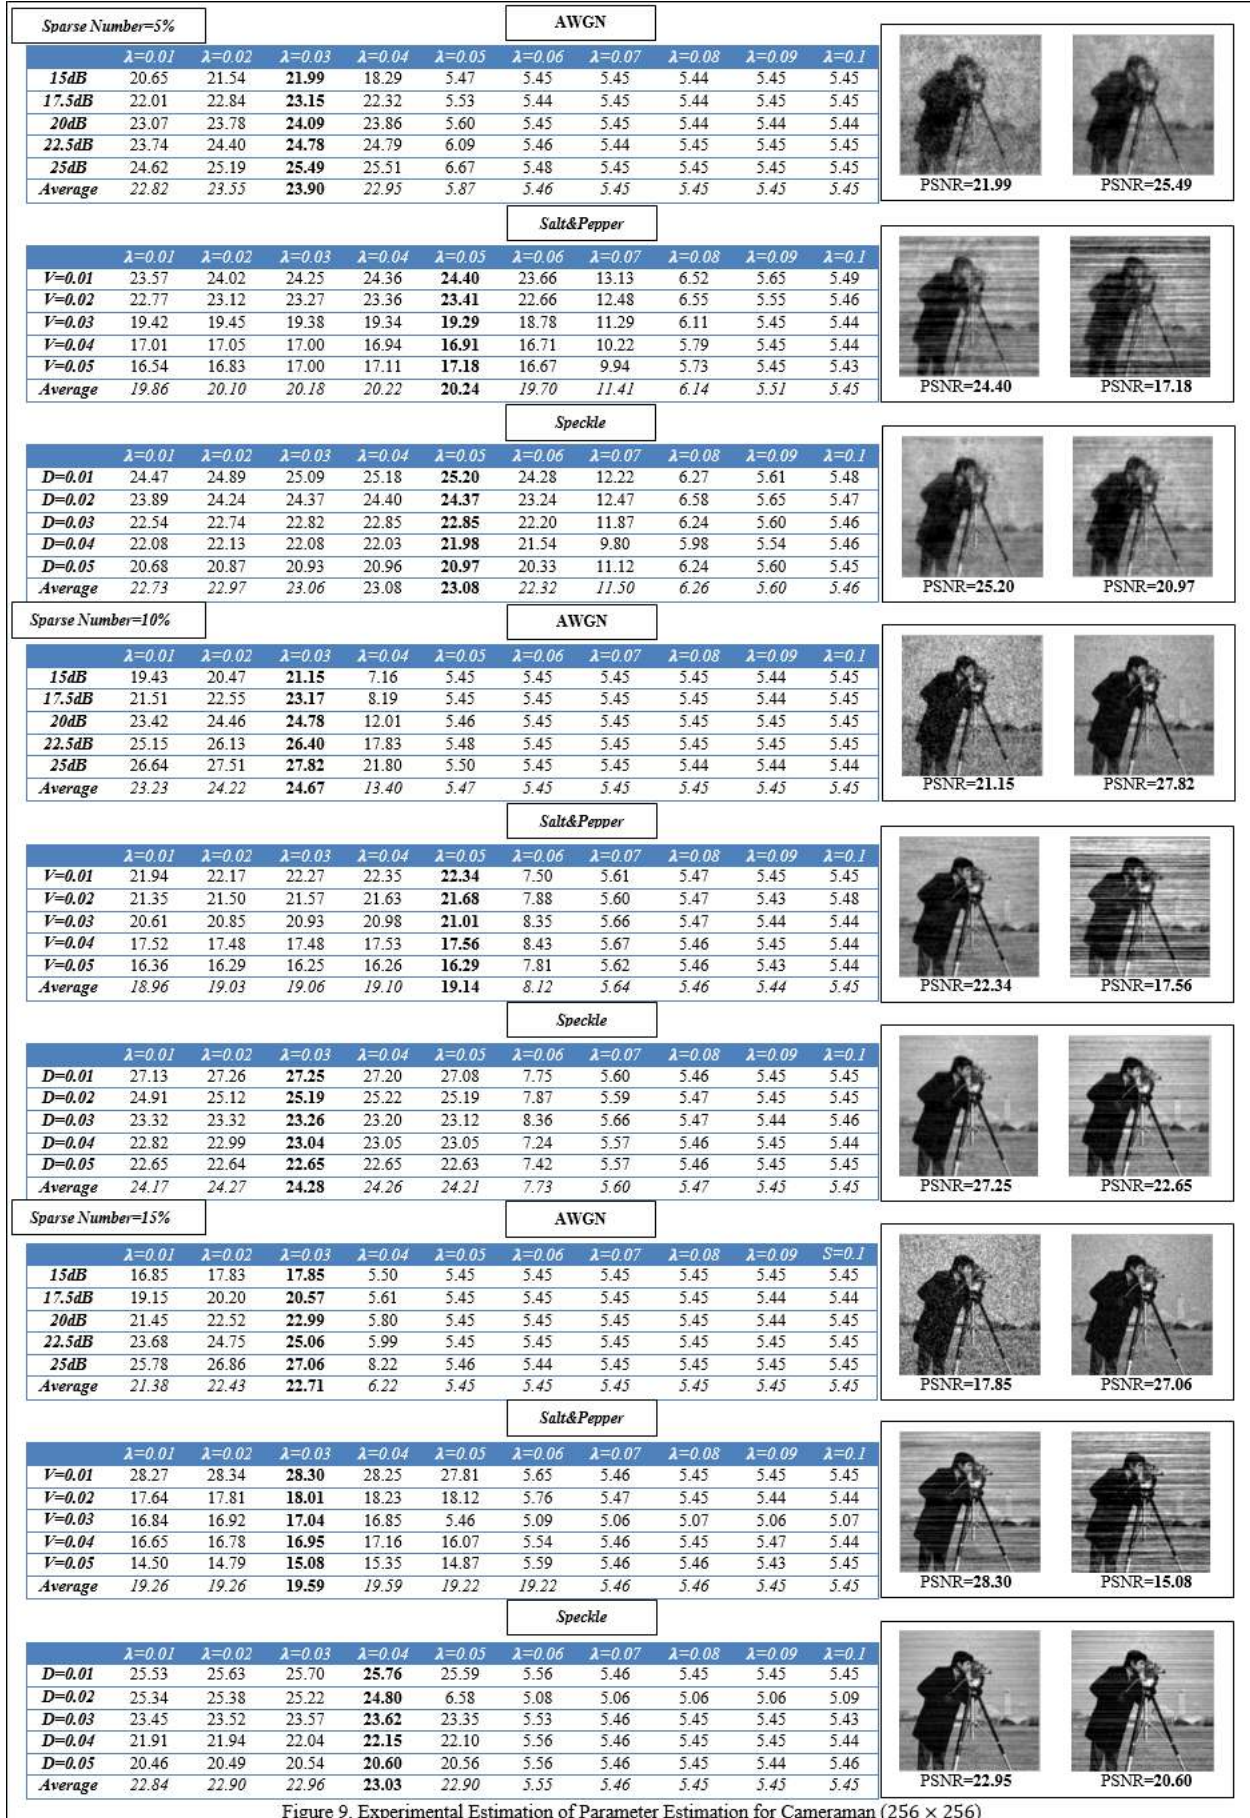 Sparse Number=5%
AWGN
λ=0.01 λ=0.02 λ=0.03 λ=0.04 λ=0.05 λ=0.06 λ=0.07 λ=0.08 λ=0.09 λ=0.1
15dB 20.65 21.54 21.99 18.29 5.47 5.45 5.45 5.44 5.45 5.45
17.5dB 22.01 22.84 23.15 22.32 5.53 5.44 5.45 5.44 5.45 5.45
20dB 23.07 23.78 24.09 23.86 5.60 5.45 5.45 5.44 5.44 5.44
22.5dB 23.74 24.40 24.78 24.79 6.09 5.46 5.44 5.45 5.45 5.45
25dB 24.62 25.19 25.49 25.51 6.67 5.48 5.45 5.45 5.45 5.45
Average 22.82 23.55 23.90 22.95 5.87 5.46 5.45 5.45 5.45 5.45
PSNR=21.99 PSNR=25.49
Salt&Pepper
λ=0.01 λ=0.02 λ=0.03 λ=0.04 λ=0.05 λ=0.06 λ=0.07 λ=0.08 λ=0.09 λ=0.1
V=0.01 23.57 24.02 24.25 24.36 24.40 23.66 13.13 6.52 5.65 5.49
V=0.02 22.77 23.12 23.27 23.36 23.41 22.66 12.48 6.55 5.55 5.46
V=0.03 19.42 19.45 19.38 19.34 19.29 18.78 11.29 6.11 5.45 5.44
V=0.04 17.01 17.05 17.00 16.94 16.91 16.71 10.22 5.79 5.45 5.44
V=0.05 16.54 16.83 17.00 17.11 17.18 16.67 9.94 5.73 5.45 5.43
Average 19.86 20.10 20.18 20.22 20.24 19.70 11.41 6.14 5.51 5.45
PSNR=24.40 PSNR=17.18
Speckle
λ=0.01 λ=0.02 λ=0.03 λ=0.04 λ=0.05 λ=0.06 λ=0.07 λ=0.08 λ=0.09 λ=0.1
D=0.01 24.47 24.89 25.09 25.18 25.20 24.28 12.22 6.27 5.61 5.48
D=0.02 23.89 24.24 24.37 24.40 24.37 23.24 12.47 6.58 5.65 5.47
D=0.03 22.54 22.74 22.82 22.85 22.85 22.20 11.87 6.24 5.60 5.46
D=0.04 22.08 22.13 22.08 22.03 21.98 21.54 9.80 5.98 5.54 5.46
D=0.05 20.68 20.87 20.93 20.96 20.97 20.33 11.12 6.24 5.60 5.45
Average 22.73 22.97 23.06 23.08 23.08 22.32 11.50 6.26 5.60 5.46
PSNR=25.20 PSNR=20.97
Sparse Number=10%
AWGN
λ=0.01 λ=0.02 λ=0.03 λ=0.04 λ=0.05 λ=0.06 λ=0.07 λ=0.08 λ=0.09 λ=0.1
15dB 19.43 20.47 21.15 7.16 5.45 5.45 5.45 5.45 5.44 5.45
17.5dB 21.51 22.55 23.17 8.19 5.45 5.45 5.45 5.45 5.44 5.45
20dB 23.42 24.46 24.78 12.01 5.46 5.45 5.45 5.45 5.45 5.45
22.5dB 25.15 26.13 26.40 17.83 5.48 5.45 5.45 5.45 5.45 5.45
25dB 26.64 27.51 27.82 21.80 5.50 5.45 5.45 5.44 5.44 5.44
Average 23.23 24.22 24.67 13.40 5.47 5.45 5.45 5.45 5.45 5.45
PSNR=21.15 PSNR=27.82
Salt&Pepper
λ=0.01 λ=0.02 λ=0.03 λ=0.04 λ=0.05 λ=0.06 λ=0.07 λ=0.08 λ=0.09 λ=0.1
V=0.01 21.94 22.17 22.27 22.35 22.34 7.50 5.61 5.47 5.45 5.45
V=0.02 21.35 21.50 21.57 21.63 21.68 7.88 5.60 5.47 5.43 5.48
V=0.03 20.61 20.85 20.93 20.98 21.01 8.35 5.66 5.47 5.44 5.44
V=0.04 17.52 17.48 17.48 17.53 17.56 8.43 5.67 5.46 5.45 5.44
V=0.05 16.36 16.29 16.25 16.26 16.29 7.81 5.62 5.46 5.43 5.44
Average 18.96 19.03 19.06 19.10 19.14 8.12 5.64 5.46 5.44 5.45
PSNR=22.34 PSNR=17.56
Speckle
λ=0.01 λ=0.02 λ=0.03 λ=0.04 λ=0.05 λ=0.06 λ=0.07 λ=0.08 λ=0.09 λ=0.1
D=0.01 27.13 27.26 27.25 27.20 27.08 7.75 5.60 5.46 5.45 5.45
D=0.02 24.91 25.12 25.19 25.22 25.19 7.87 5.59 5.47 5.45 5.45
D=0.03 23.32 23.32 23.26 23.20 23.12 8.36 5.66 5.47 5.44 5.46
D=0.04 22.82 22.99 23.04 23.05 23.05 7.24 5.57 5.46 5.45 5.44
D=0.05 22.65 22.64 22.65 22.65 22.63 7.42 5.57 5.46 5.45 5.45
Average 24.17 24.27 24.28 24.26 24.21 7.73 5.60 5.47 5.45 5.45
PSNR=27.25 PSNR=22.65
Sparse Number=15%
AWGN
λ=0.01 λ=0.02 λ=0.03 λ=0.04 λ=0.05 λ=0.06 λ=0.07 λ=0.08 λ=0.09 S=0.1
15dB 16.85 17.83 17.85 5.50 5.45 5.45 5.45 5.45 5.45 5.45
17.5dB 19.15 20.20 20.57 5.61 5.45 5.45 5.45 5.45 5.44 5.44
20dB 21.45 22.52 22.99 5.80 5.45 5.45 5.45 5.45 5.44 5.45
22.5dB 23.68 24.75 25.06 5.99 5.45 5.45 5.45 5.45 5.45 5.45
25dB 25.78 26.86 27.06 8.22 5.46 5.44 5.45 5.45 5.45 5.45
Average 21.38 22.43 22.71 6.22 5.45 5.45 5.45 5.45 5.45 5.45
PSNR=17.85 PSNR=27.06
Salt&Pepper
λ=0.01 λ=0.02 λ=0.03 λ=0.04 λ=0.05 λ=0.06 λ=0.07 λ=0.08 λ=0.09 λ=0.1
V=0.01 28.27 28.34 28.30 28.25 27.81 5.65 5.46 5.45 5.45 5.45
V=0.02 17.64 17.81 18.01 18.23 18.12 5.76 5.47 5.45 5.44 5.44
V=0.03 16.84 16.92 17.04 16.85 5.46 5.09 5.06 5.07 5.06 5.07
V=0.04 16.65 16.78 16.95 17.16 16.07 5.54 5.46 5.45 5.47 5.44
V=0.05 14.50 14.79 15.08 15.35 14.87 5.59 5.46 5.46 5.43 5.45
Average 19.26 19.26 19.59 19.59 19.22 19.22 5.46 5.46 5.45 5.45
PSNR=28.30 PSNR=15.08
Speckle
λ=0.01 λ=0.02 λ=0.03 λ=0.04 λ=0.05 λ=0.06 λ=0.07 λ=0.08 λ=0.09 λ=0.1
D=0.01 25.53 25.63 25.70 25.76 25.59 5.56 5.46 5.45 5.45 5.45
D=0.02 25.34 25.38 25.22 24.80 6.58 5.08 5.06 5.06 5.06 5.09
D=0.03 23.45 23.52 23.57 23.62 23.35 5.53 5.46 5.45 5.45 5.43
D=0.04 21.91 21.94 22.04 22.15 22.10 5.56 5.46 5.45 5.45 5.44
D=0.05 20.46 20.49 20.54 20.60 20.56 5.56 5.46 5.45 5.44 5.46
Average 22.84 22.90 22.96 23.03 22.90 5.55 5.46 5.45 5.45 5.45
PSNR=22.95 PSNR=20.60
Figure 9. Experimental Estimation of Parameter Estimation for Cameraman (256 × 256)